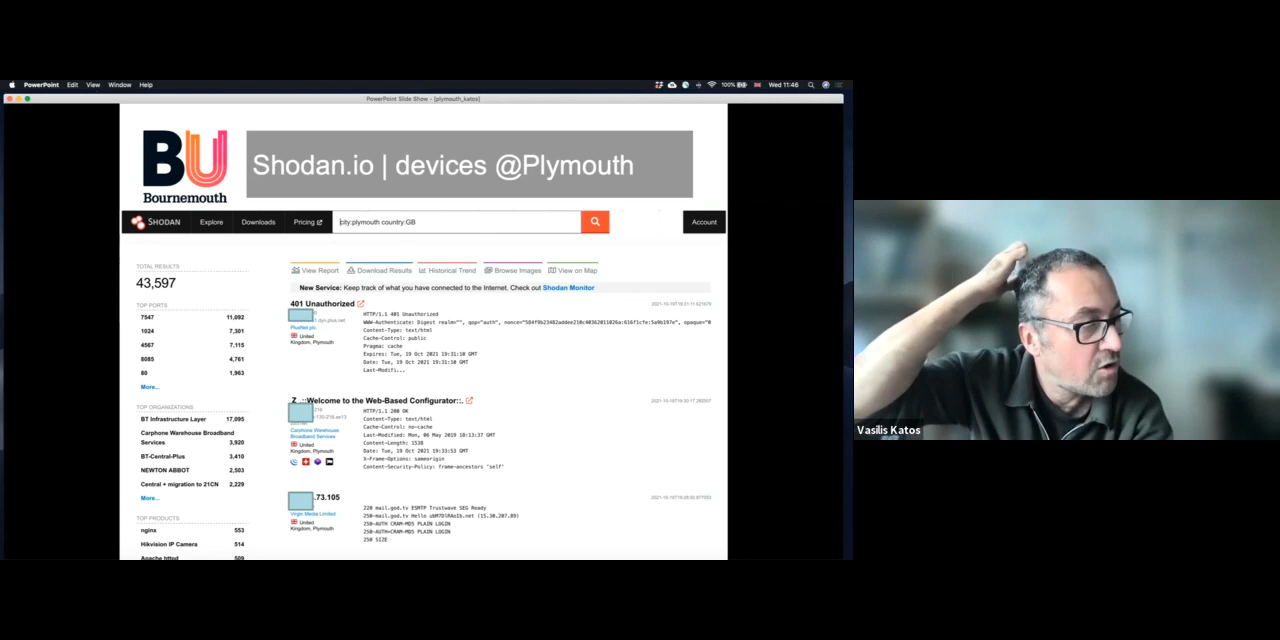 PowerPoint Edit View Window Help
100% Wed 11:46
PowerPoint Slide Show - [plymouth_katos]
BU
Bournemouth
Shodan.io | devices @Plymouth
SHODAN Explore Downloads Pricing city:plymouth country:GB Account
TOTAL RESULTS
43,597
TOP PORTS
7547 11,092
1024 7,301
4567 7,115
8085 4,761
80 1,963
More...
TOP ORGANIZATIONS
BT Infrastructure Layer 17,095
Carphone Warehouse Broadband
Services 3,920
BT-Central-Plus 3,410
NEWTON ABBOT 2,503
Central + migration to 21CN 2,229
More...
TOP PRODUCTS
nginx 553
Hikvision IP Camera 514
Apache httpd 509
View Report Download Results Historical Trend Browse Images View on Map
New Service: Keep track of what you have connected to the Internet. Check out Shodan Monitor
401 Unauthorized
.dyn.plus.net
PlusNet plc
United
Kingdom, Plymouth
HTTP/1.1 401 Unauthorized
Content-Type: text/html
Cache-Control: public
Pragma: cache
Expires: Tue, 19 Oct 2021 19:31:10 GMT
Date: Tue, 19 Oct 2021 19:31:10 GMT
Last-Modifi...
Z ::Welcome to the Web-Based Configurator::.
Carphone Warehouse
Broadband Services
United
Kingdom, Plymouth
HTTP/1.1 200 OK
Content-Type: text/html
Cache-Control: no-cache
Last-Modified: Mon, 06 May 2019 18:13:37 GMT
Content-Length: 1538
Date: Tue, 19 Oct 2021 19:33:53 GMT
X-Frame-Options: sameorigin
Content-Security-Policy: frame-ancestors 'self'
.73.105
Virgin Media Limited
United
Kingdom, Plymouth
220 mail.god.tv ESMTP Trustwave SEG Ready
250-AUTH CRAM-MD5 PLAIN LOGIN
250-AUTH=CRAM-MD5 PLAIN LOGIN
250 SIZE
Vasilis Katos